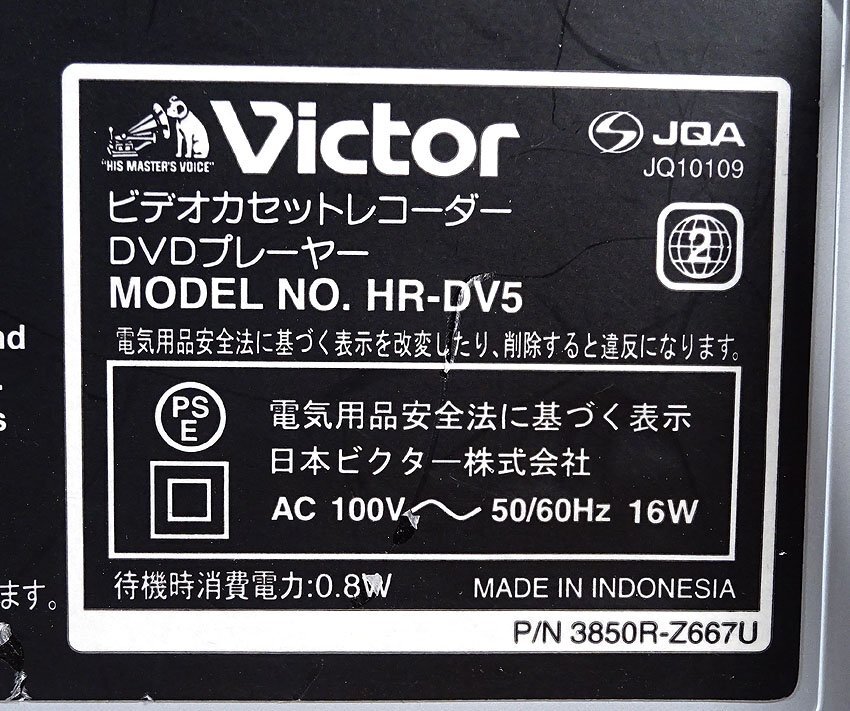 "HIS MASTER'S VOICE"
Victor
JQA
JQ10109
ビデオカセットレコーダー
DVDプレーヤー
2
MODEL NO. HR-DV5
電気用品安全法に基づく表示を改変したり、削除すると違反になります。
PS
E
電気用品安全法に基づく表示
日本ビクター株式会社
AC 100V〜 50/60Hz 16W
待機時消費電力:0.8W
MADE IN INDONESIA
P/N 3850R-Z667U
nd
s
ます。